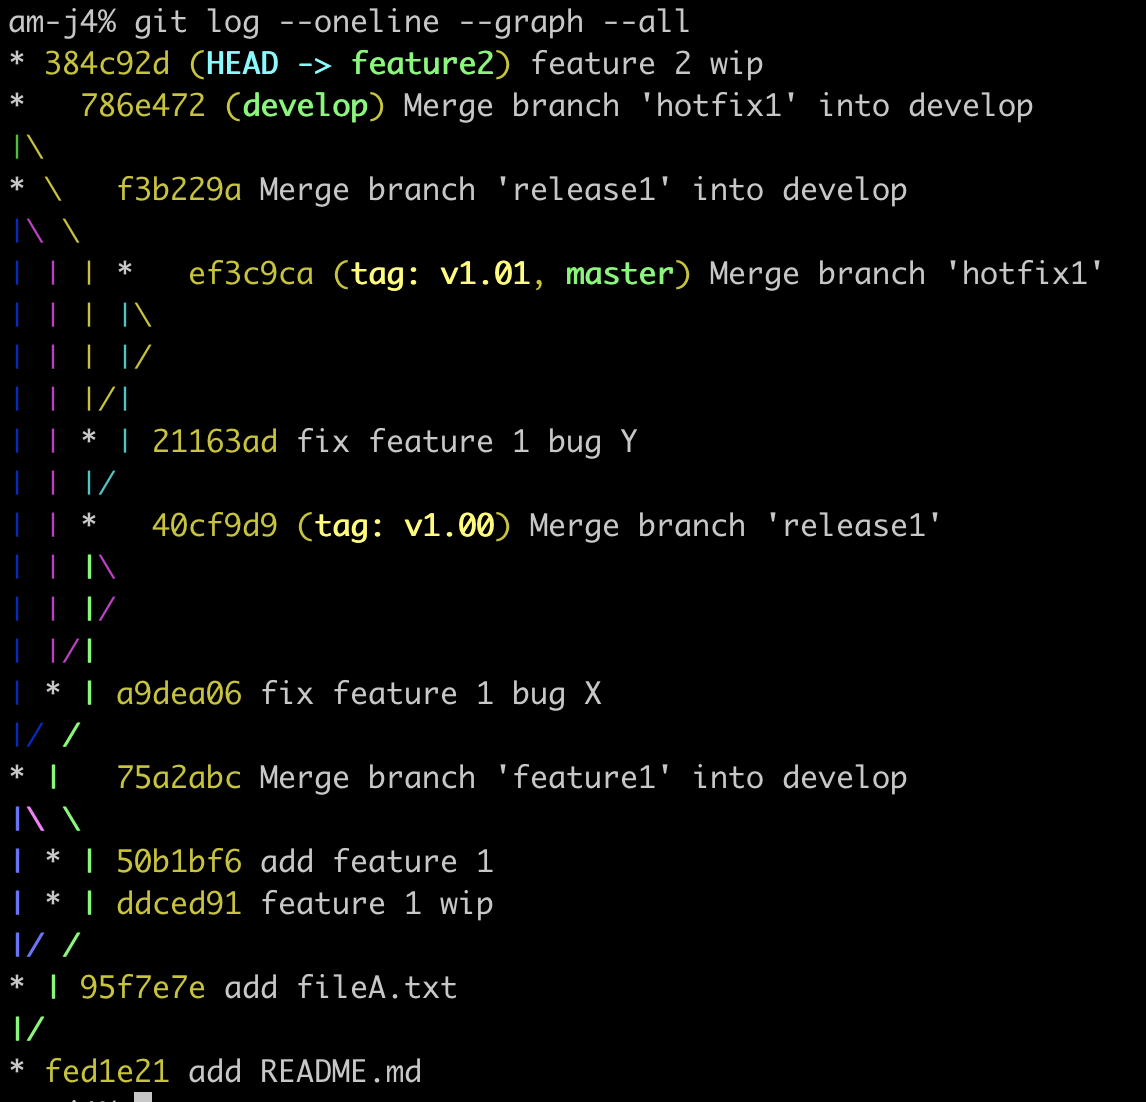 am-j4% git log --oneline --graph --all
* 384c92d (HEAD -> feature2) feature 2 wip
*   786e472 (develop) Merge branch 'hotfix1' into develop
|\
* \   f3b229a Merge branch 'release1' into develop
|\ \
| | | *   ef3c9ca (tag: v1.01, master) Merge branch 'hotfix1'
| | | |\
| | | |/
| | |/|
| | * | 21163ad fix feature 1 bug Y
| | |/
| | *   40cf9d9 (tag: v1.00) Merge branch 'release1'
| | |\
| | |/
| |/|
| * | a9dea06 fix feature 1 bug X
|/ /
* |   75a2abc Merge branch 'feature1' into develop
|\ \
| * | 50b1bf6 add feature 1
| * | ddced91 feature 1 wip
|/ /
* | 95f7e7e add fileA.txt
|/
* fed1e21 add README.md